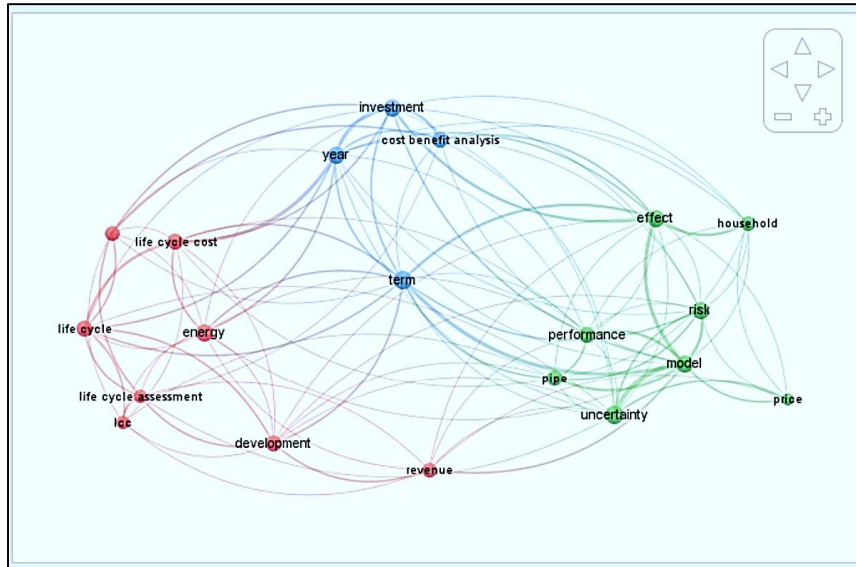 investment
cost benefit analysis
year
effect
household
life cycle cost
term
risk
life cycle
energy
performance
model
pipe
life cycle assessment
price
uncertainty
lcc
development
revenue